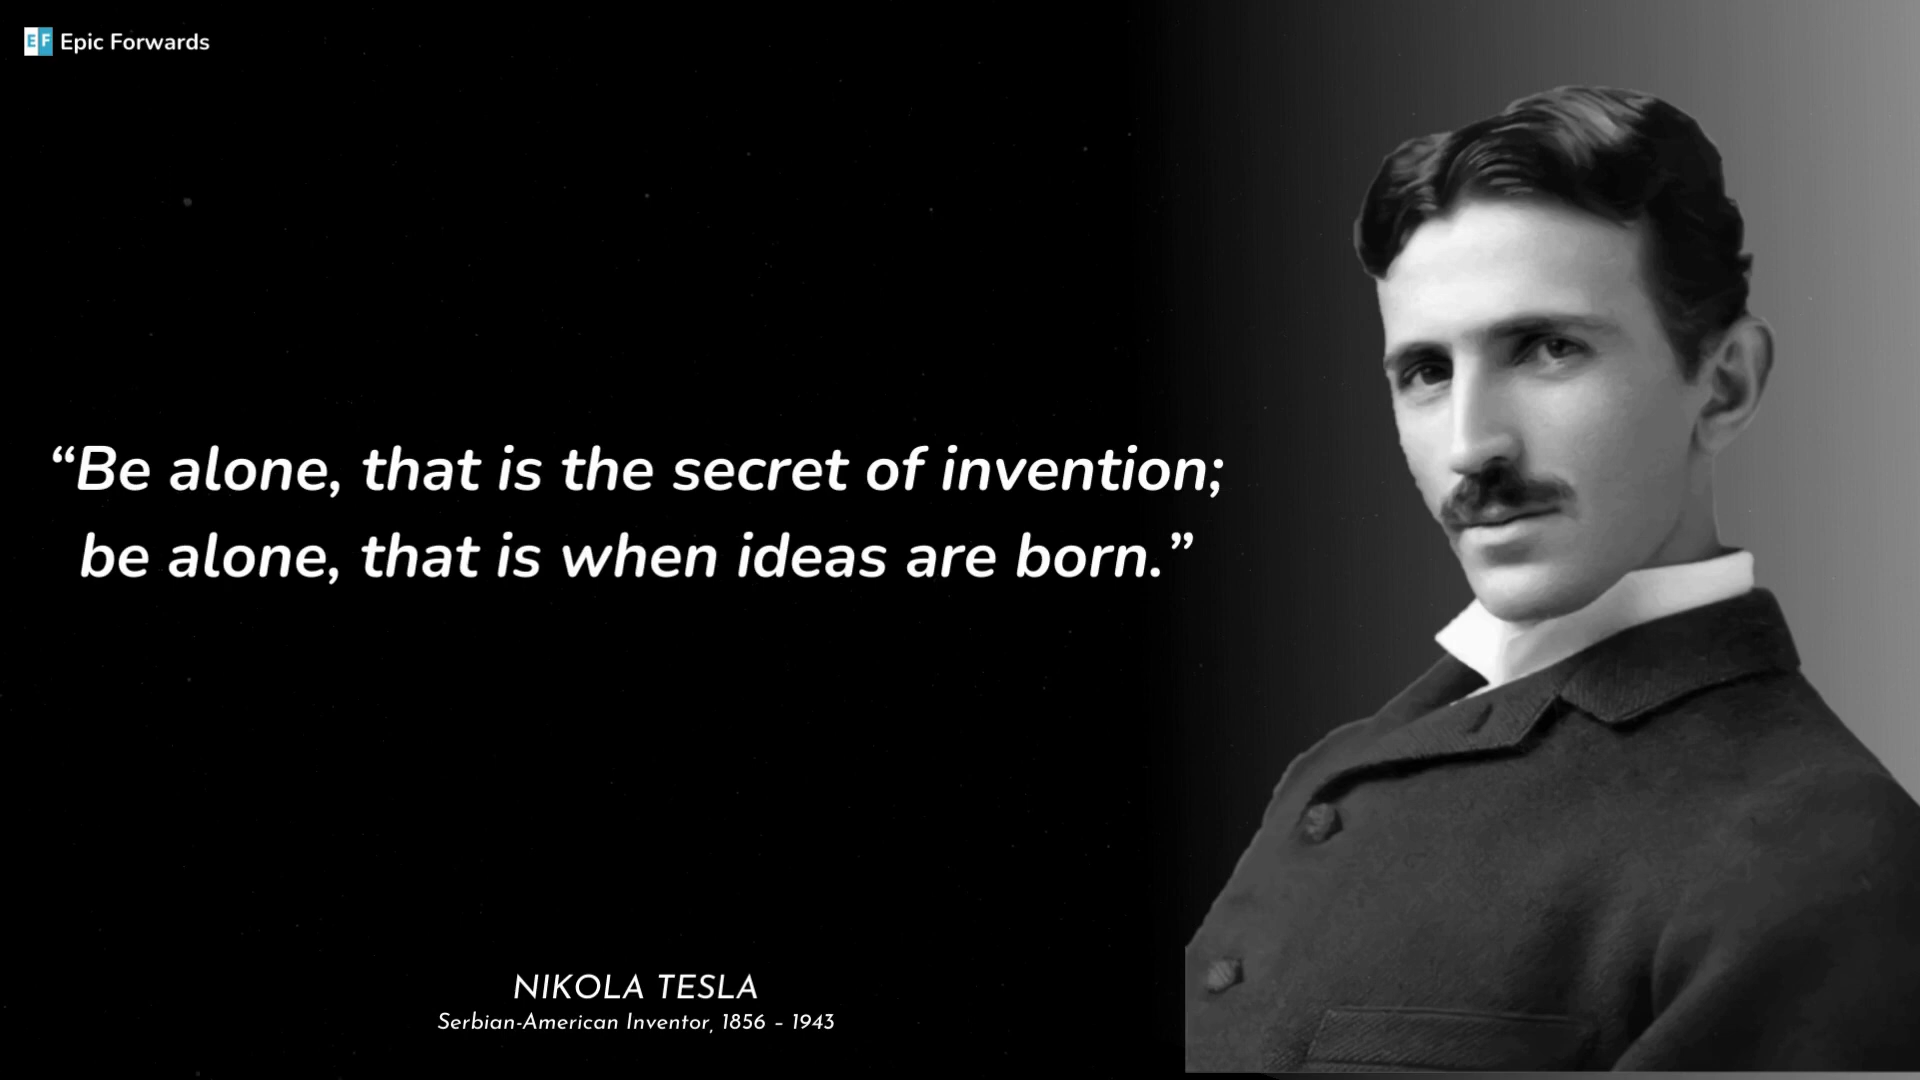 EF Epic Forwards
“Be alone, that is the secret of invention;
be alone, that is when ideas are born.”
NIKOLA TESLA
Serbian-American Inventor, 1856 – 1943